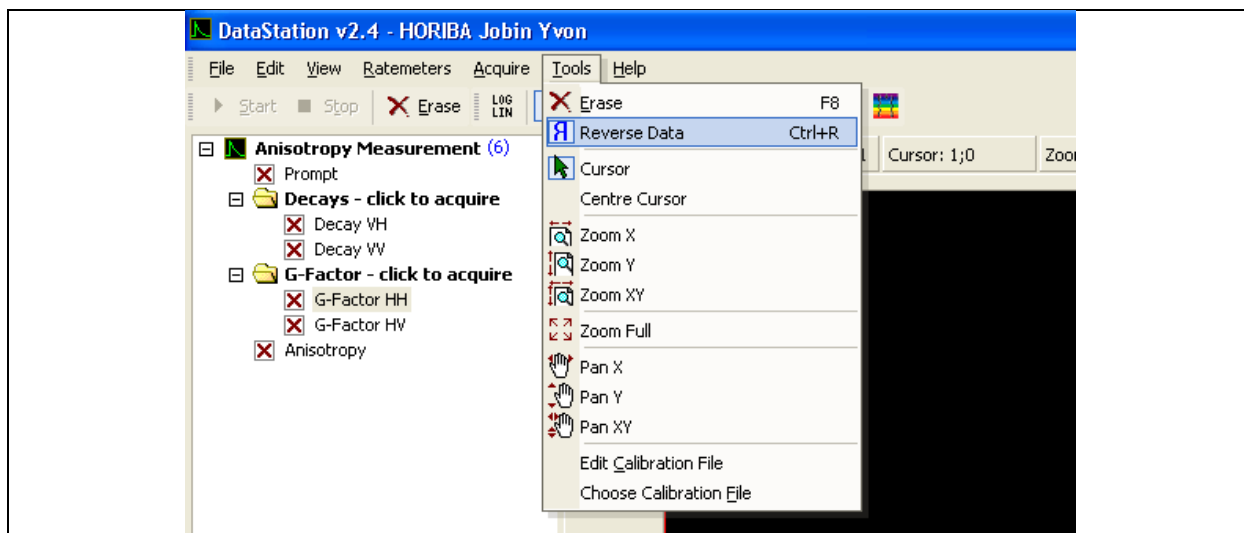 DataStation v2.4 - HORIBA Jobin Yvon
File Edit View Ratemeters Acquire Tools Help
Start Stop Erase LOG LIN
Anisotropy Measurement (6)
Prompt
Decays - click to acquire
Decay VH
Decay VV
G-Factor - click to acquire
G-Factor HH
G-Factor HV
Anisotropy
Erase F8
Reverse Data Ctrl+R
Cursor
Centre Cursor
Zoom X
Zoom Y
Zoom XY
Zoom Full
Pan X
Pan Y
Pan XY
Edit Calibration File
Choose Calibration File
Cursor: 1;0